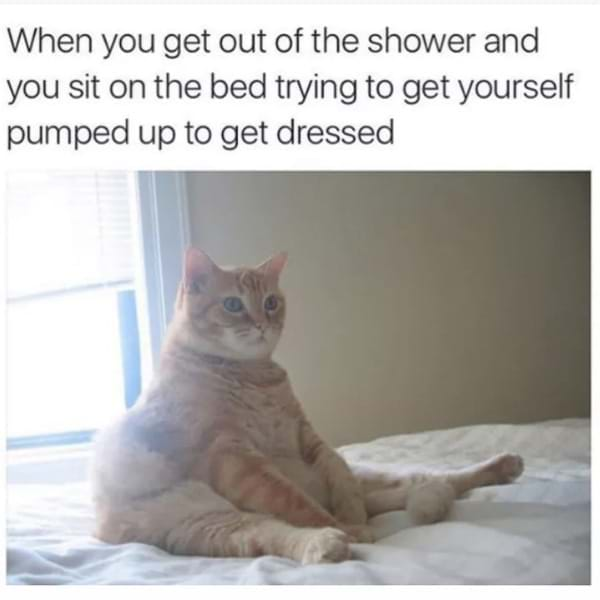 When you get out of the shower and
you sit on the bed trying to get yourself
pumped up to get dressed